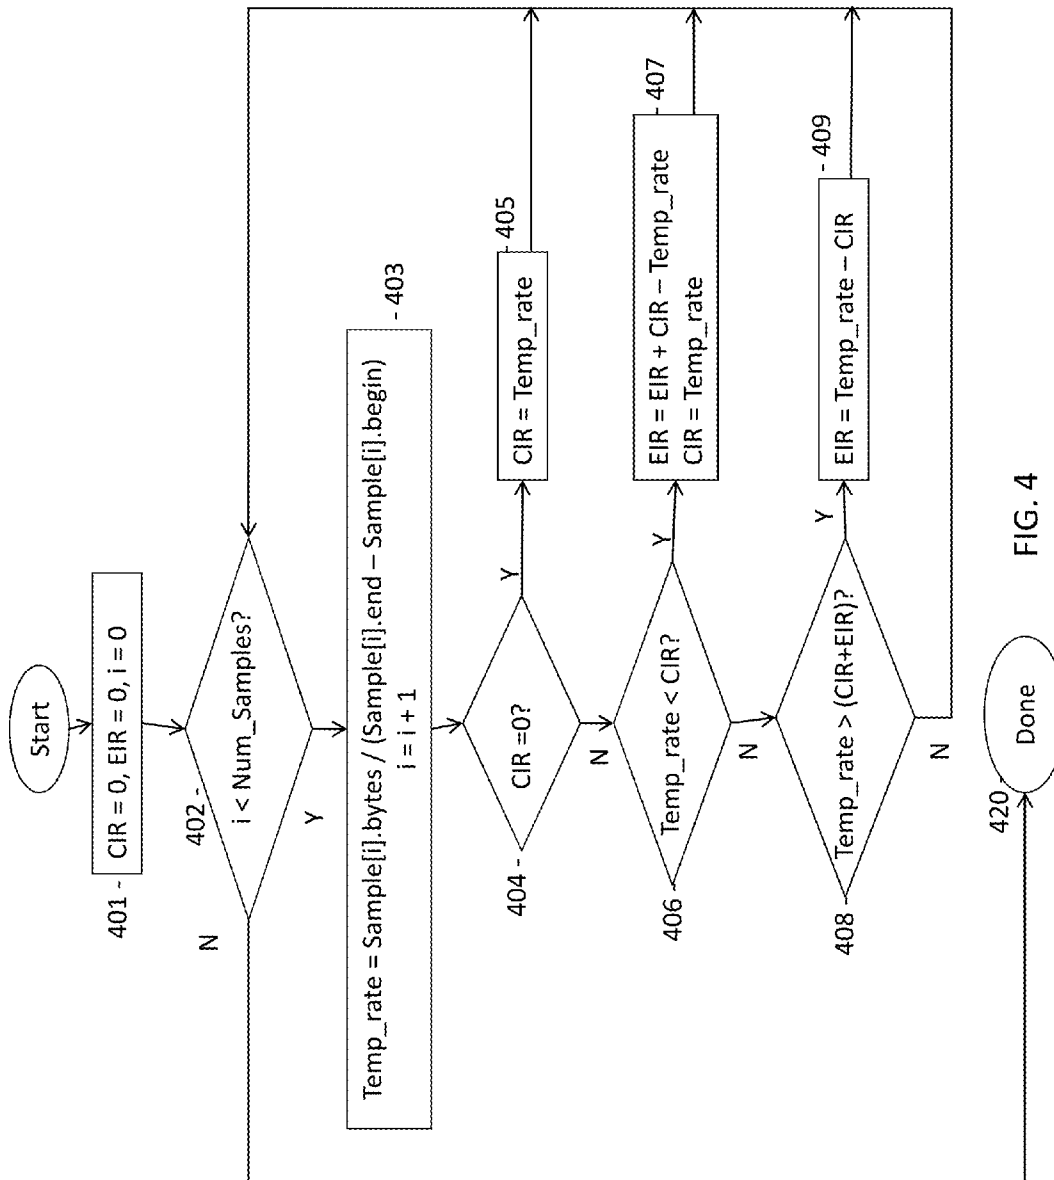 Start
401 -
CIR = 0, EIR = 0, i = 0
402 -
i < Num_Samples?
N
Y
Temp_rate = Sample[i].bytes / (Sample[i].end – Sample[i].begin)
i = i + 1
- 403
404 -
CIR =0?
Y
CIR = Temp_rate
- 405
N
406 -
Temp_rate < CIR?
Y
EIR = EIR + CIR – Temp_rate
CIR = Temp_rate
- 407
N
408 -
Temp_rate > (CIR+EIR)?
Y
EIR = Temp_rate – CIR
- 409
N
420 -
Done
FIG. 4